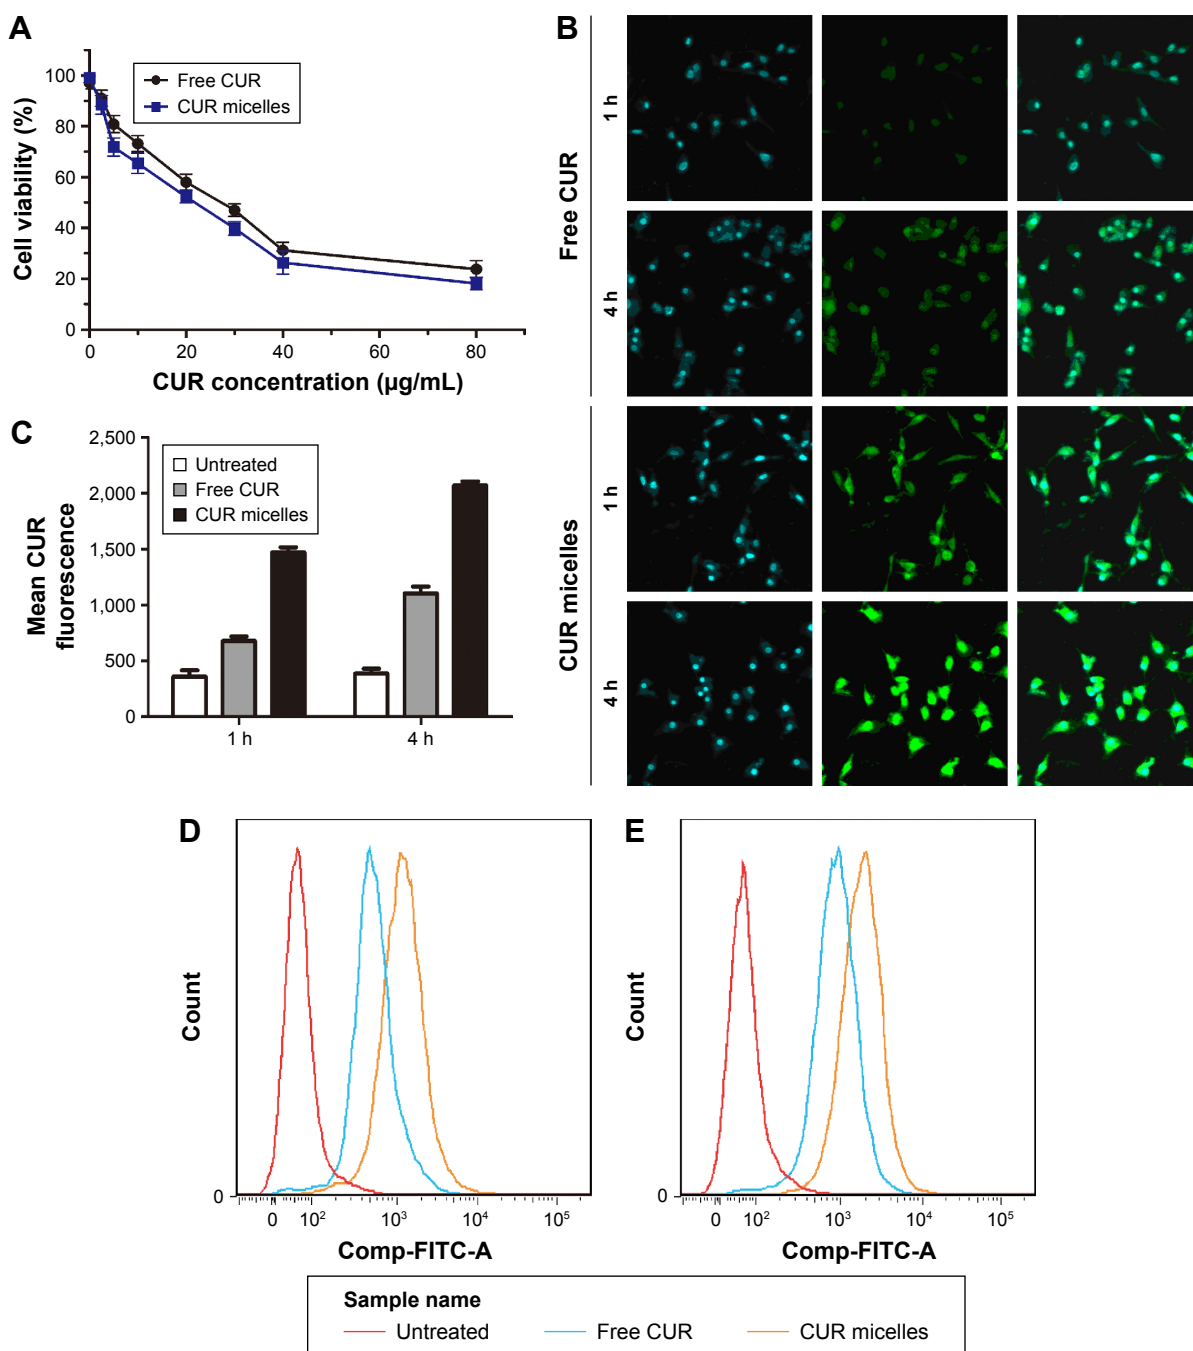 A
Cell viability (%)
100
80
60
40
20
0
Free CUR
CUR micelles
0 20 40 60 80
CUR concentration (µg/mL)
B
Free CUR
1 h
4 h
CUR micelles
1 h
4 h
C
Mean CUR
fluorescence
2,500
2,000
1,500
1,000
500
0
Untreated
Free CUR
CUR micelles
1 h 4 h
D
Count
0
0 10² 10³ 10⁴ 10⁵
Comp-FITC-A
E
Count
0
0 10² 10³ 10⁴ 10⁵
Comp-FITC-A
Sample name
Untreated Free CUR CUR micelles